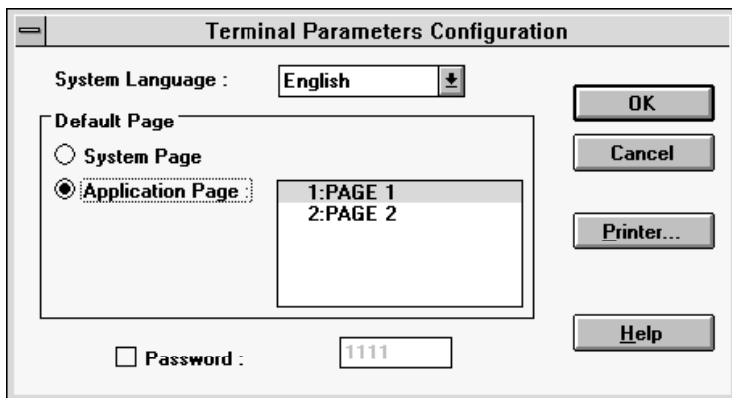 Terminal Parameters Configuration
System Language : English
Default Page
System Page
Application Page :
1:PAGE 1
2:PAGE 2
Password : 1111
OK
Cancel
Printer...
Help